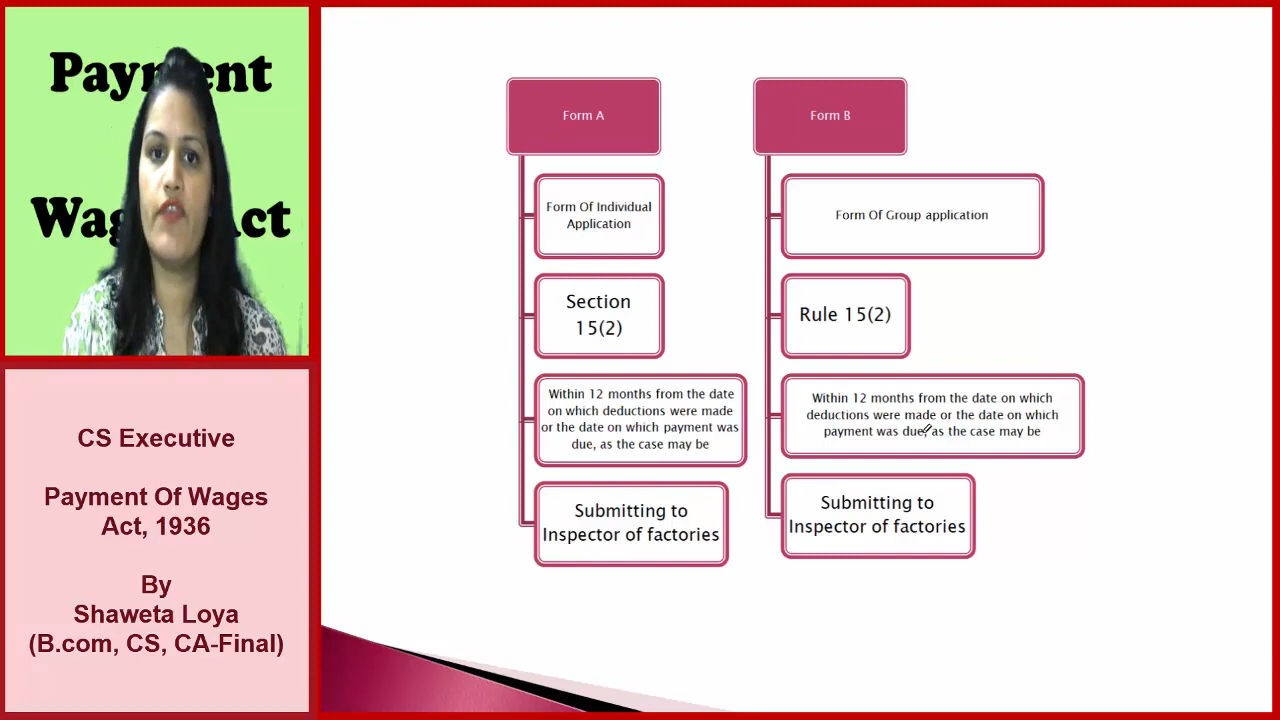 Payment
Wages Act
CS Executive
Payment Of Wages
Act, 1936
By
Shaweta Loya
(B.com, CS, CA-Final)
Form A
Form Of Individual
Application
Section
15(2)
Within 12 months from the date
on which deductions were made
or the date on which payment was
due, as the case may be
Submitting to
Inspector of factories
Form B
Form Of Group application
Rule 15(2)
Within 12 months from the date on which
deductions were made or the date on which
payment was due, as the case may be
Submitting to
Inspector of factories